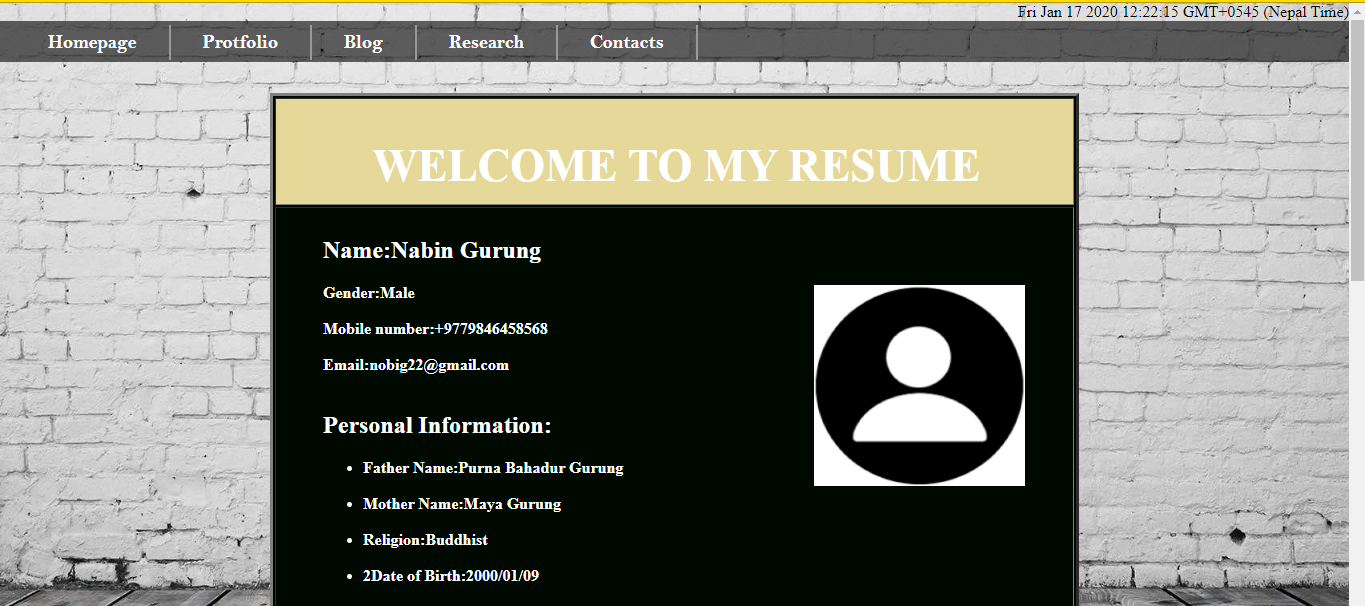 Fri Jan 17 2020 12:22:15 GMT+0545 (Nepal Time)
Homepage Protfolio Blog Research Contacts
WELCOME TO MY RESUME
Name:Nabin Gurung
Gender:Male
Mobile number:+9779846458568
Email:nobig22@gmail.com
Personal Information:
• Father Name:Purna Bahadur Gurung
• Mother Name:Maya Gurung
• Religion:Buddhist
• 2Date of Birth:2000/01/09